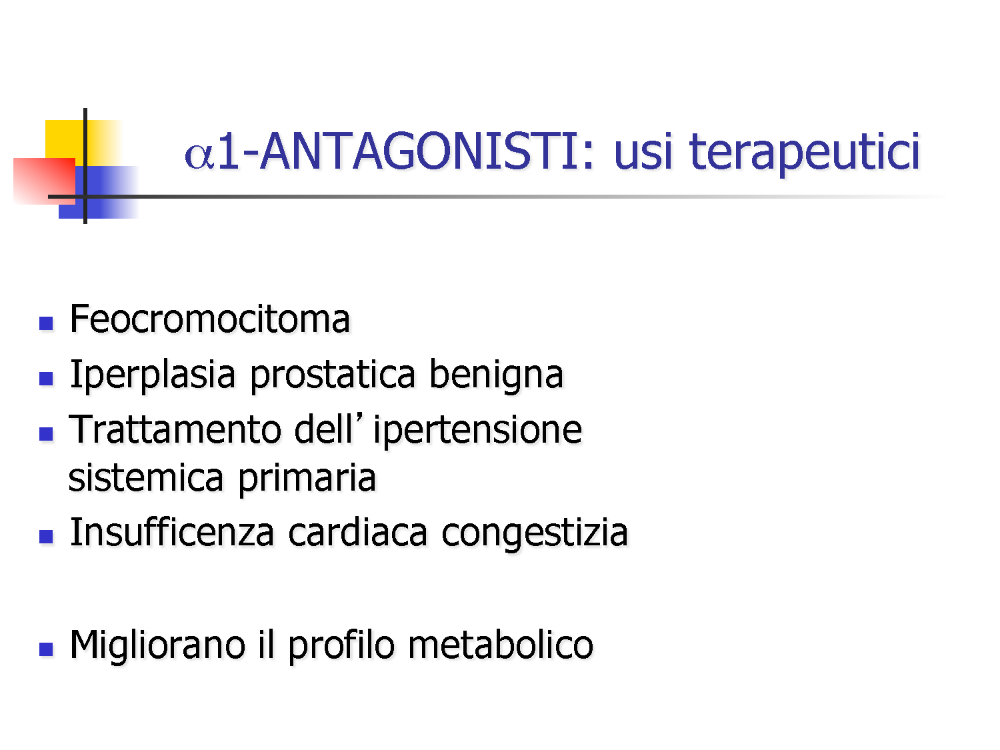 α1-ANTAGONISTI: usi terapeutici
Feocromocitoma
Iperplasia prostatica benigna
Trattamento dell’ipertensione
sistemica primaria
Insufficenza cardiaca congestizia
Migliorano il profilo metabolico